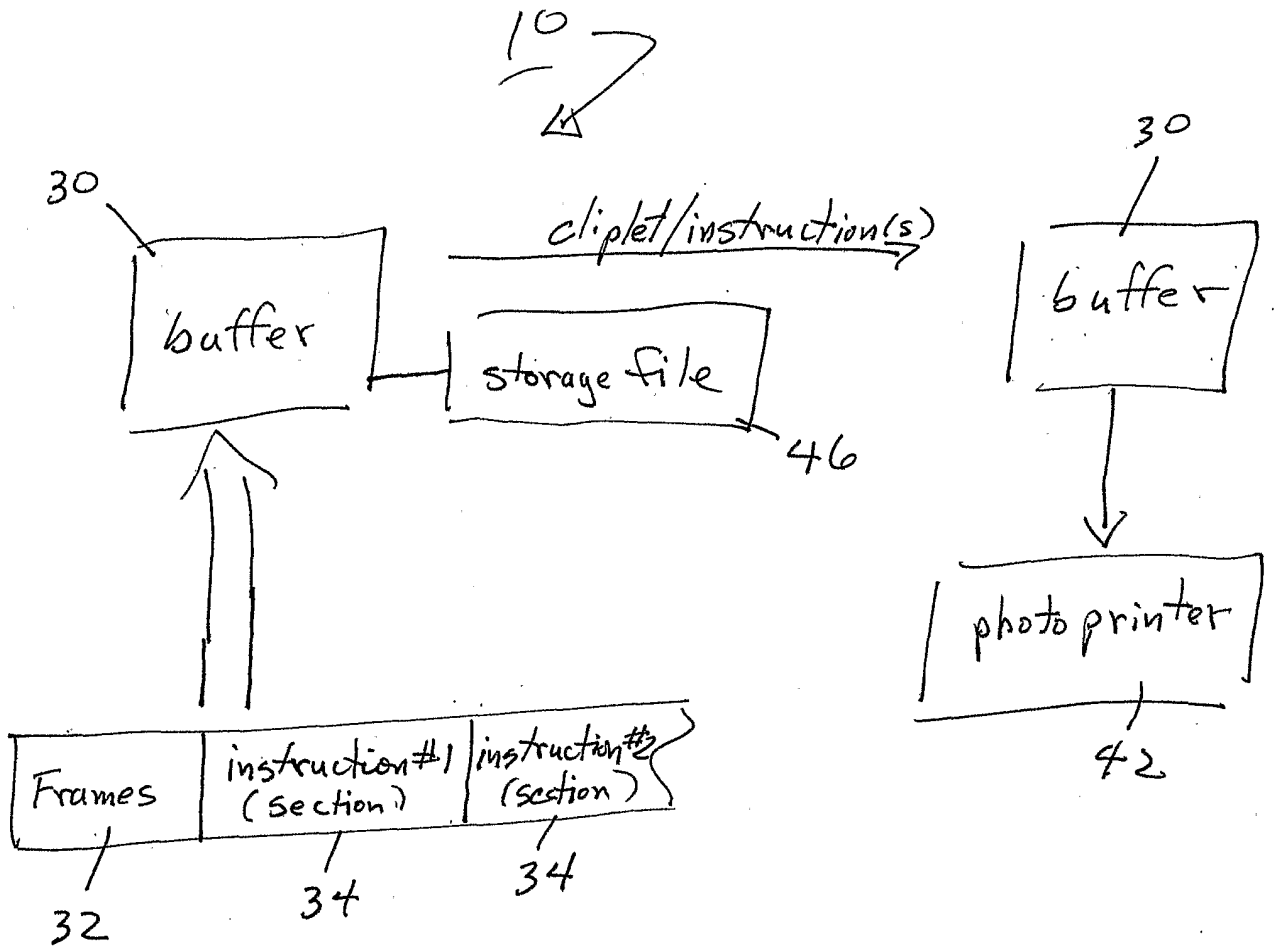 10
30
30
cliplet/instruction(s)
buffer
buffer
storage file
46
photo printer
42
Frames
instruction#1
(section)
instruction#2
(section)
32
34
34